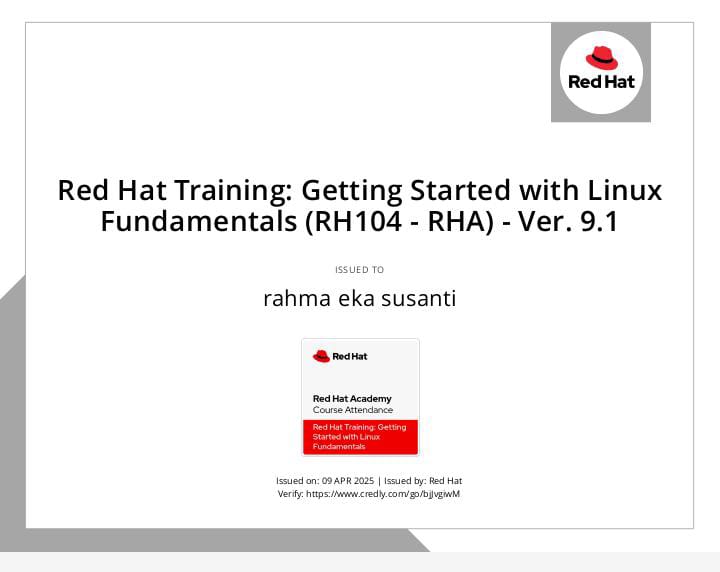 Red Hat
Red Hat Training: Getting Started with Linux
Fundamentals (RH104 - RHA) - Ver. 9.1
ISSUED TO
rahma eka susanti
Red Hat
Red Hat Academy
Course Attendance
Red Hat Training: Getting
Started with Linux
Fundamentals
Issued on: 09 APR 2025 | Issued by: Red Hat
Verify: https://www.credly.com/go/bjJvgiwM